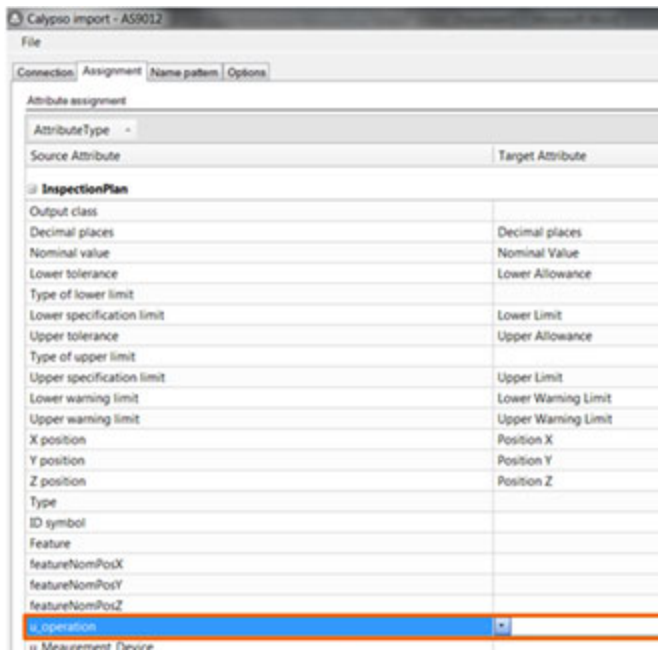 Calypso import - AS9012
File
Connection Assignment Name pattern Options
Attribute assignment
AttributeType
Source Attribute Target Attribute
InspectionPlan
Output class
Decimal places Decimal places
Nominal value Nominal Value
Lower tolerance Lower Allowance
Type of lower limit
Lower specification limit Lower Limit
Upper tolerance Upper Allowance
Type of upper limit
Upper specification limit Upper Limit
Lower warning limit Lower Warning Limit
Upper warning limit Upper Warning Limit
X position Position X
Y position Position Y
Z position Position Z
Type
ID symbol
Feature
featureNomPosX
featureNomPosY
featureNomPosZ
u_operation
u_Meaurement_Device